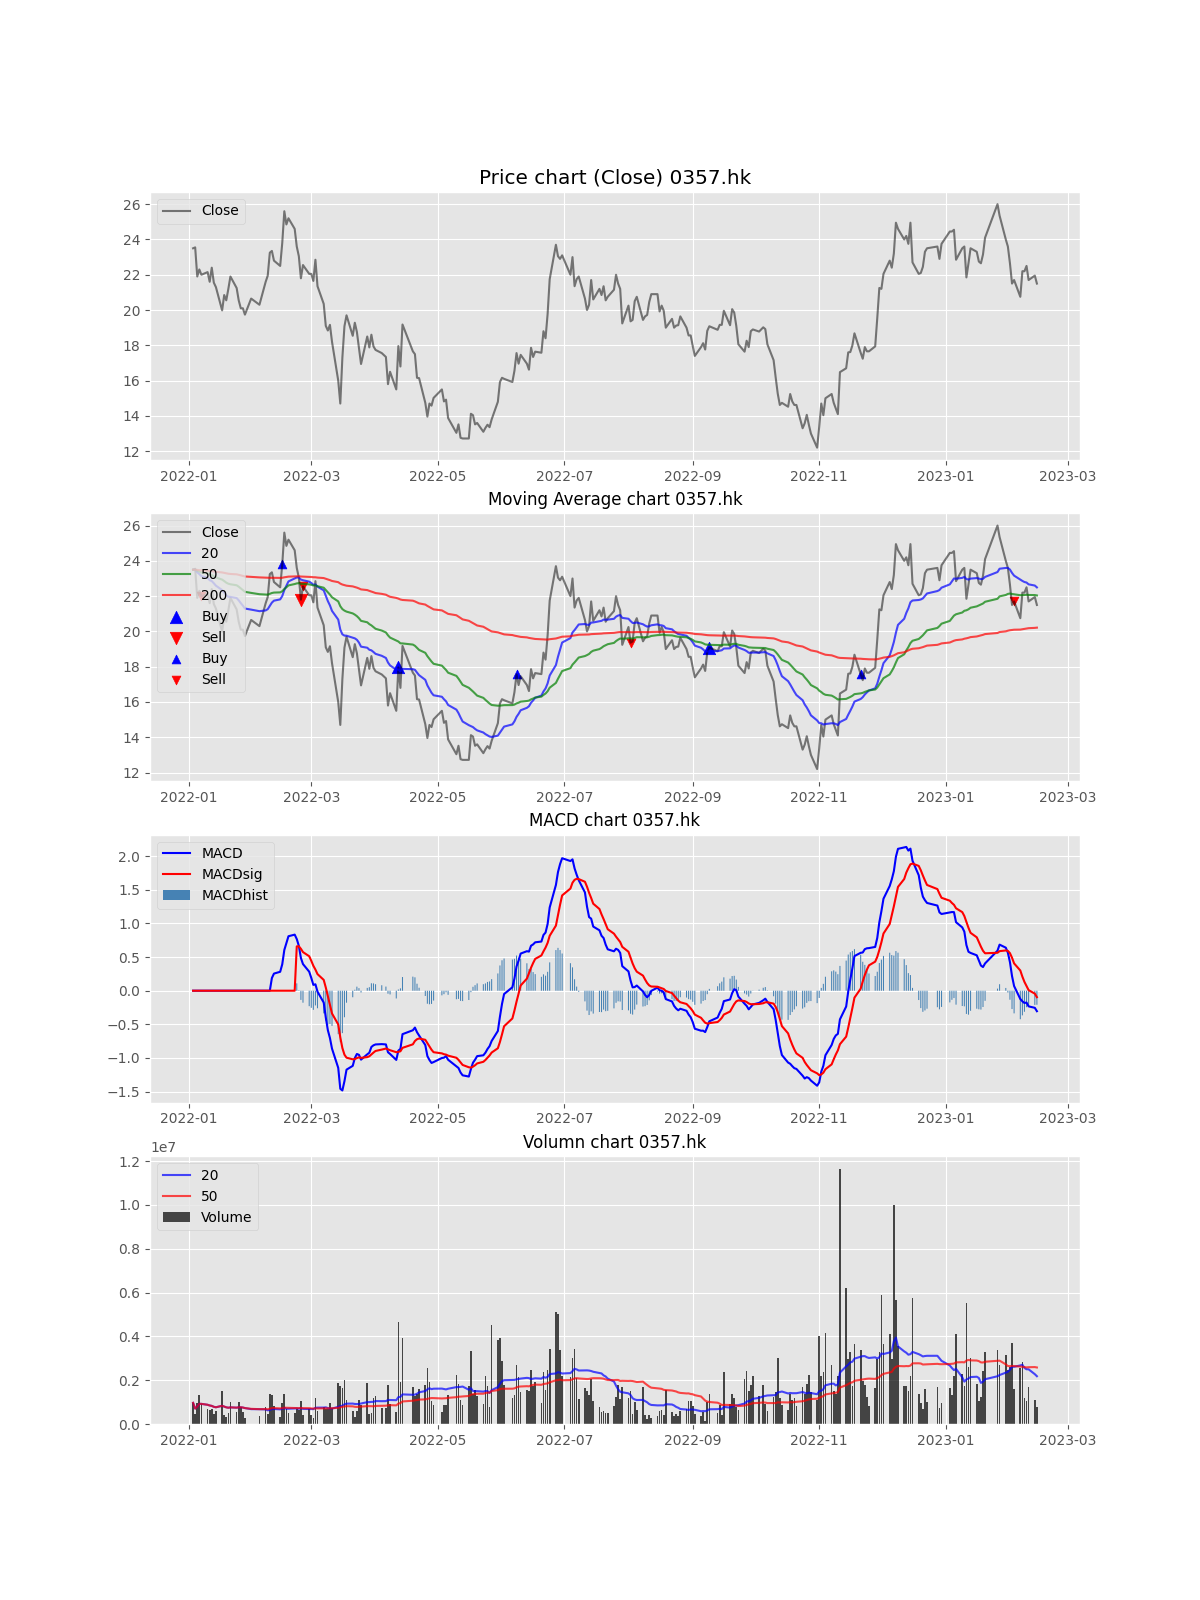 Price chart (Close) 0357.hk
Close
26
24
22
20
18
16
14
12
2022-01 2022-03 2022-05 2022-07 2022-09 2022-11 2023-01 2023-03
Moving Average chart 0357.hk
Close
20
50
200
Buy
Sell
Buy
Sell
26
24
22
20
18
16
14
12
2022-01 2022-03 2022-05 2022-07 2022-09 2022-11 2023-01 2023-03
MACD chart 0357.hk
MACD
MACDsig
MACDhist
2.0
1.5
1.0
0.5
0.0
−0.5
−1.0
−1.5
2022-01 2022-03 2022-05 2022-07 2022-09 2022-11 2023-01 2023-03
Volumn chart 0357.hk
1e7
20
50
Volume
1.2
1.0
0.8
0.6
0.4
0.2
0.0
2022-01 2022-03 2022-05 2022-07 2022-09 2022-11 2023-01 2023-03